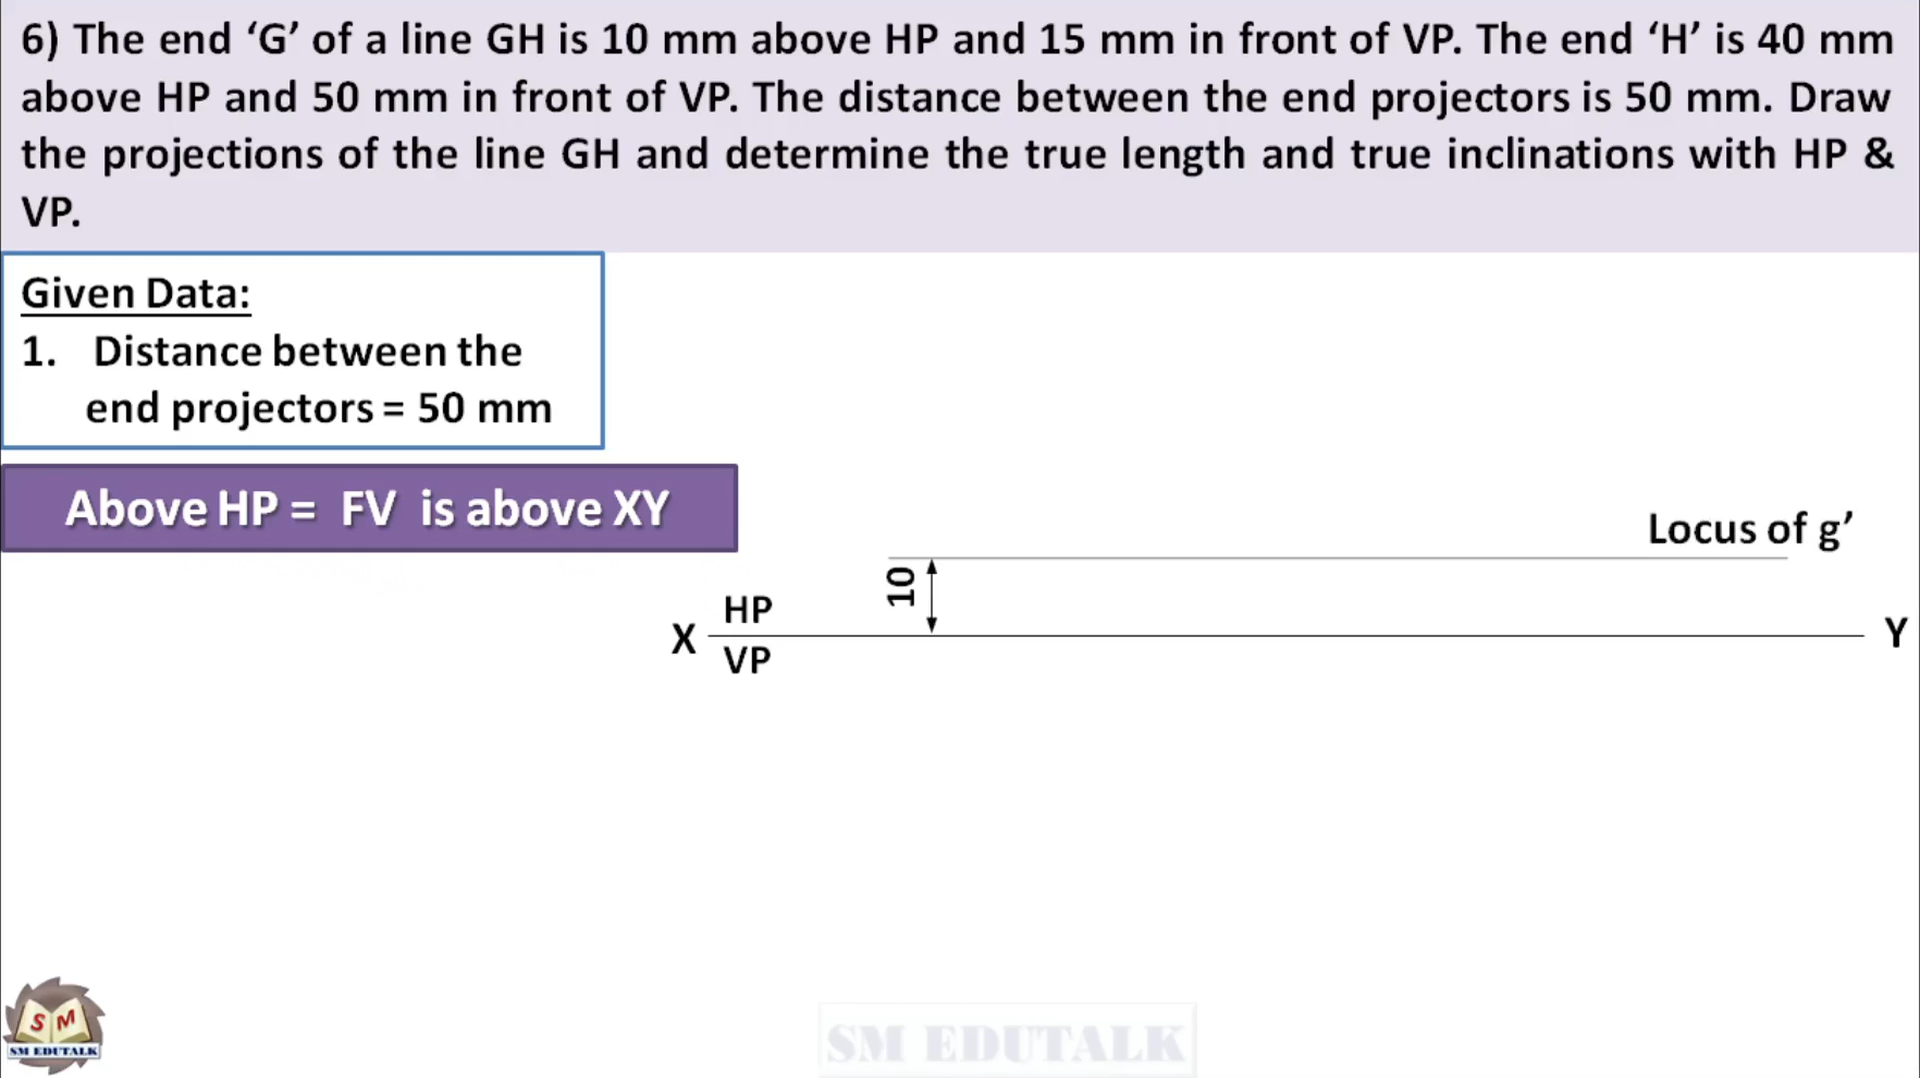 6) The end ‘G’ of a line GH is 10 mm above HP and 15 mm in front of VP. The end ‘H’ is 40 mm
above HP and 50 mm in front of VP. The distance between the end projectors is 50 mm. Draw
the projections of the line GH and determine the true length and true inclinations with HP &
VP.
Given Data:
1. Distance between the
end projectors = 50 mm
Above HP = FV is above XY
Locus of g’
10
HP
X
Y
VP
S M
SM EDUTALK
SM EDUTALK